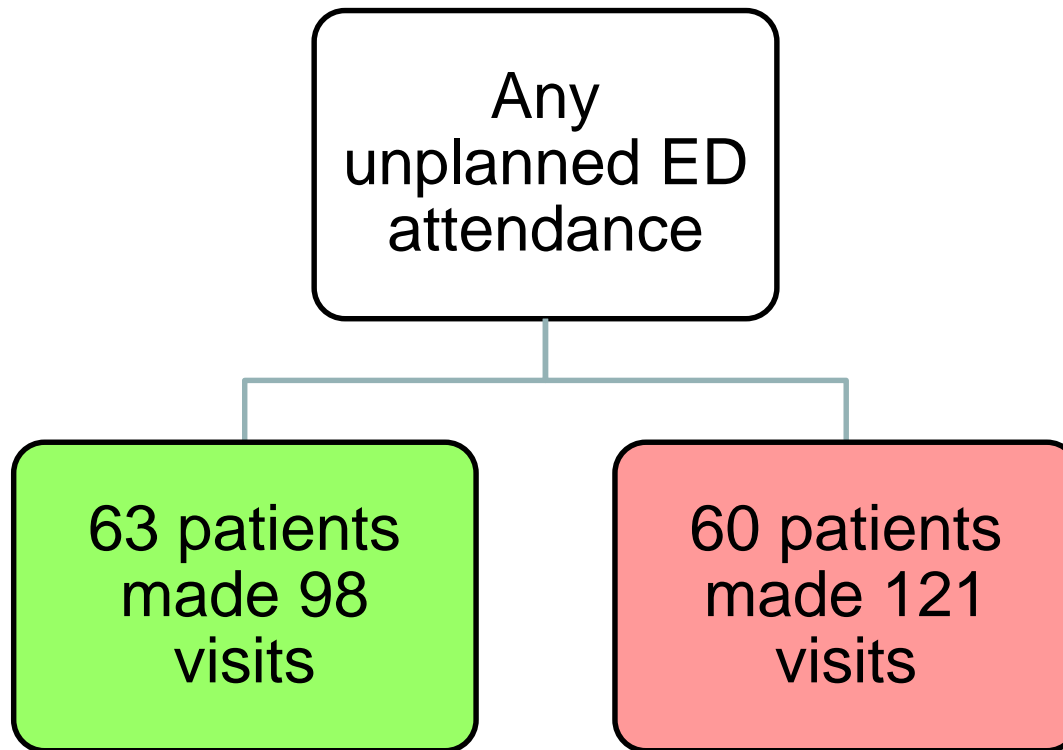 Any
unplanned ED
attendance
63 patients
made 98
visits
60 patients
made 121
visits